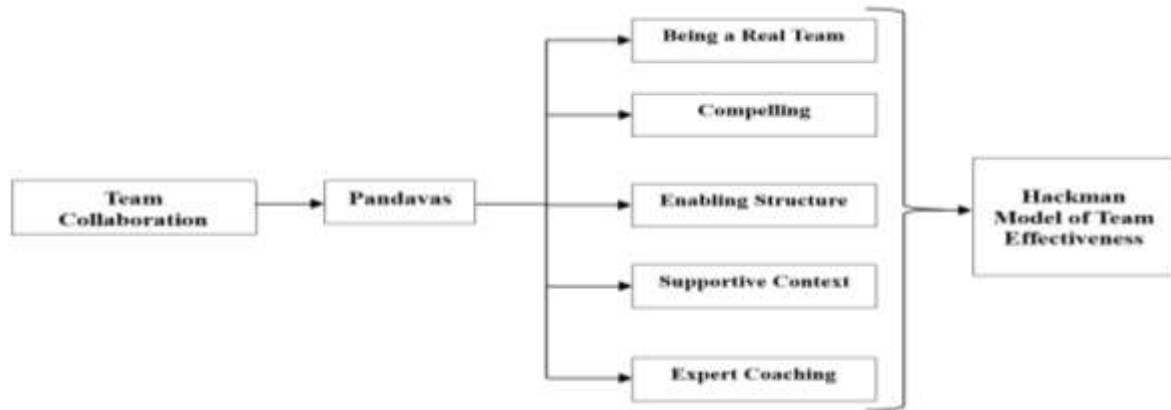 Team
Collaboration
Pandavas
Being a Real Team
Compelling
Enabling Structure
Supportive Context
Expert Coaching
Hackman
Model of Team
Effectiveness